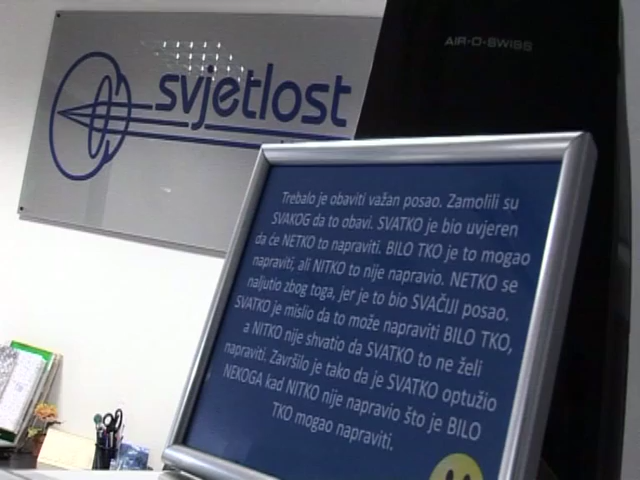 AIR-O-SWISS
svjetlost
Trebalo je obaviti važan posao. Zamolili su
SVAKOG da to obavi. SVATKO je bio uvjeren
da će NETKO to napraviti. BILO TKO je to mogao
napraviti, ali NITKO to nije napravio. NETKO se
naljutio zbog toga, jer je to bio SVAČIJI posao.
SVATKO je mislio da to može napraviti BILO TKO,
a NITKO nije shvatio da SVATKO to ne želi
napraviti. Završilo je tako da je SVATKO optužio
NEKOGA kad NITKO nije napravio što je BILO
TKO mogao napraviti.